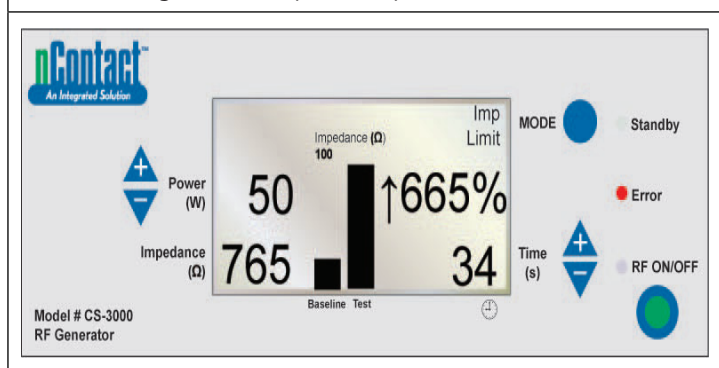 nContact™
An Integrated Solution
Imp
Limit
Impedance (Ω)
100
MODE
Standby
+
Power
(W)
50
↑665%
Error
−
Impedance
(Ω)
765
34
Time
(s)
+
−
RF ON/OFF
Baseline Test
Model # CS-3000
RF Generator